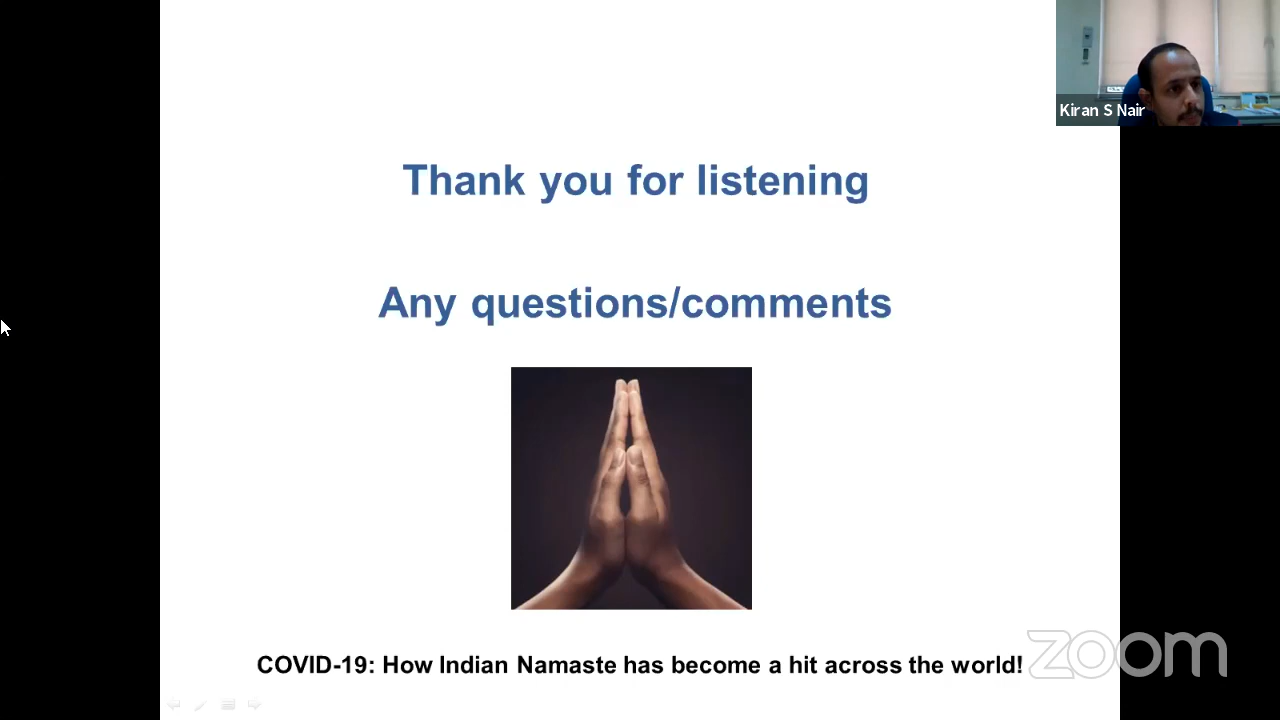 Kiran S Nair
Thank you for listening
Any questions/comments
COVID-19: How Indian Namaste has become a hit across the world!
zoom